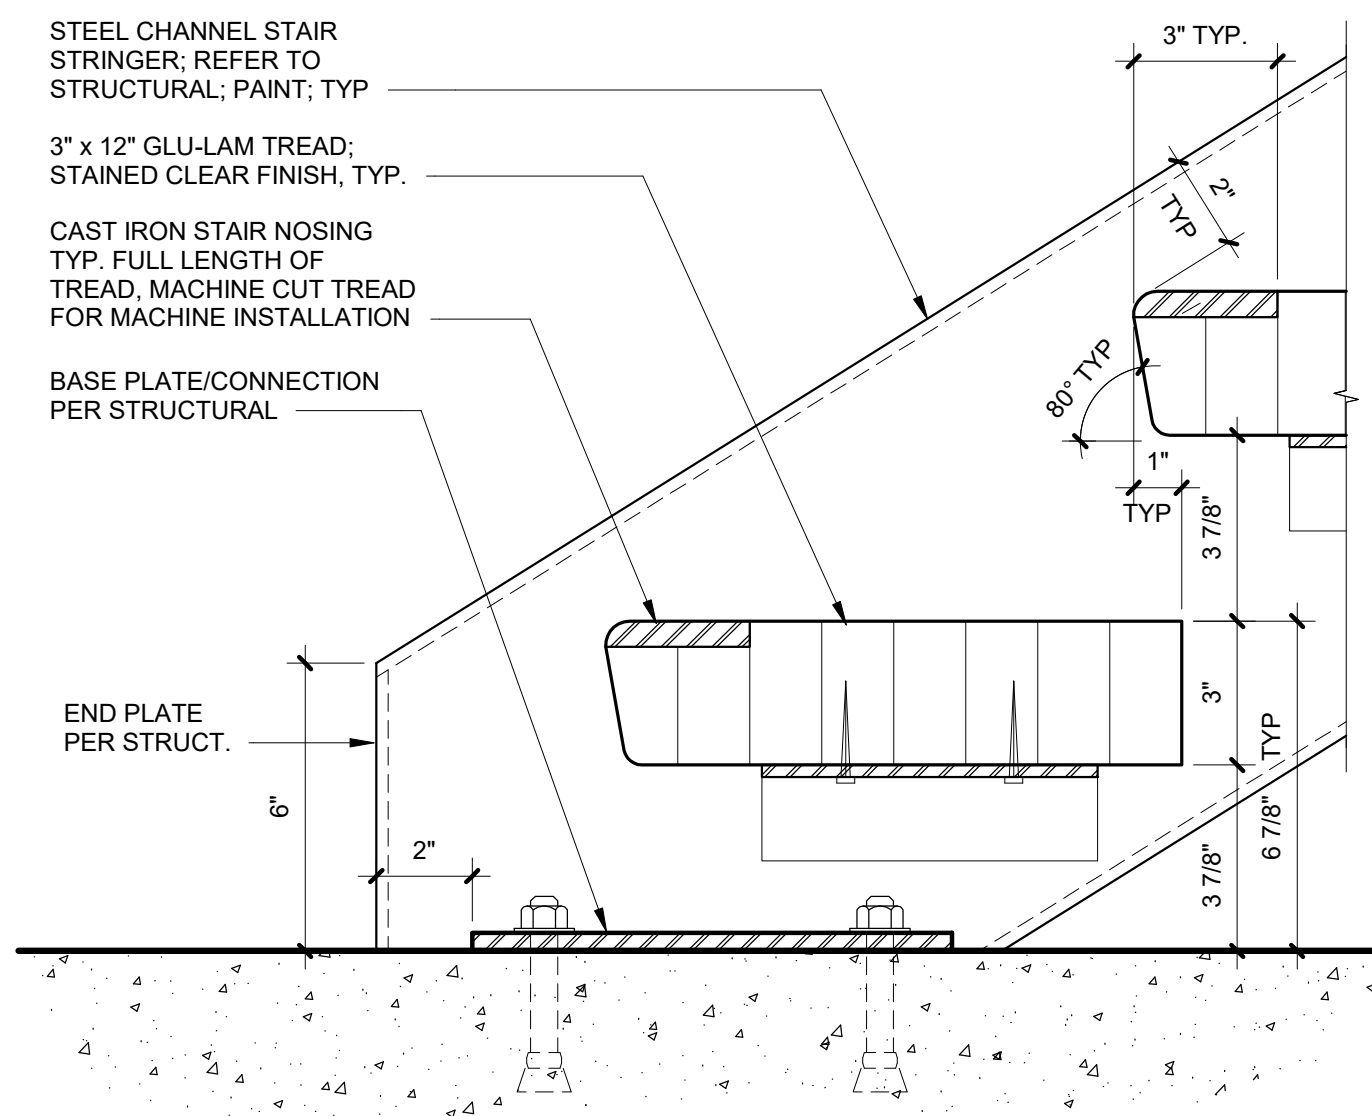 STEEL CHANNEL STAIR
STRINGER; REFER TO
STRUCTURAL; PAINT; TYP
3" x 12" GLU-LAM TREAD;
STAINED CLEAR FINISH, TYP.
CAST IRON STAIR NOSING
TYP. FULL LENGTH OF
TREAD, MACHINE CUT TREAD
FOR MACHINE INSTALLATION
BASE PLATE/CONNECTION
PER STRUCTURAL
END PLATE
PER STRUCT.
6"
2"
3" TYP.
2"
TYP
80° TYP
1"
TYP
3 7/8"
3"
3 7/8"
6 7/8" TYP